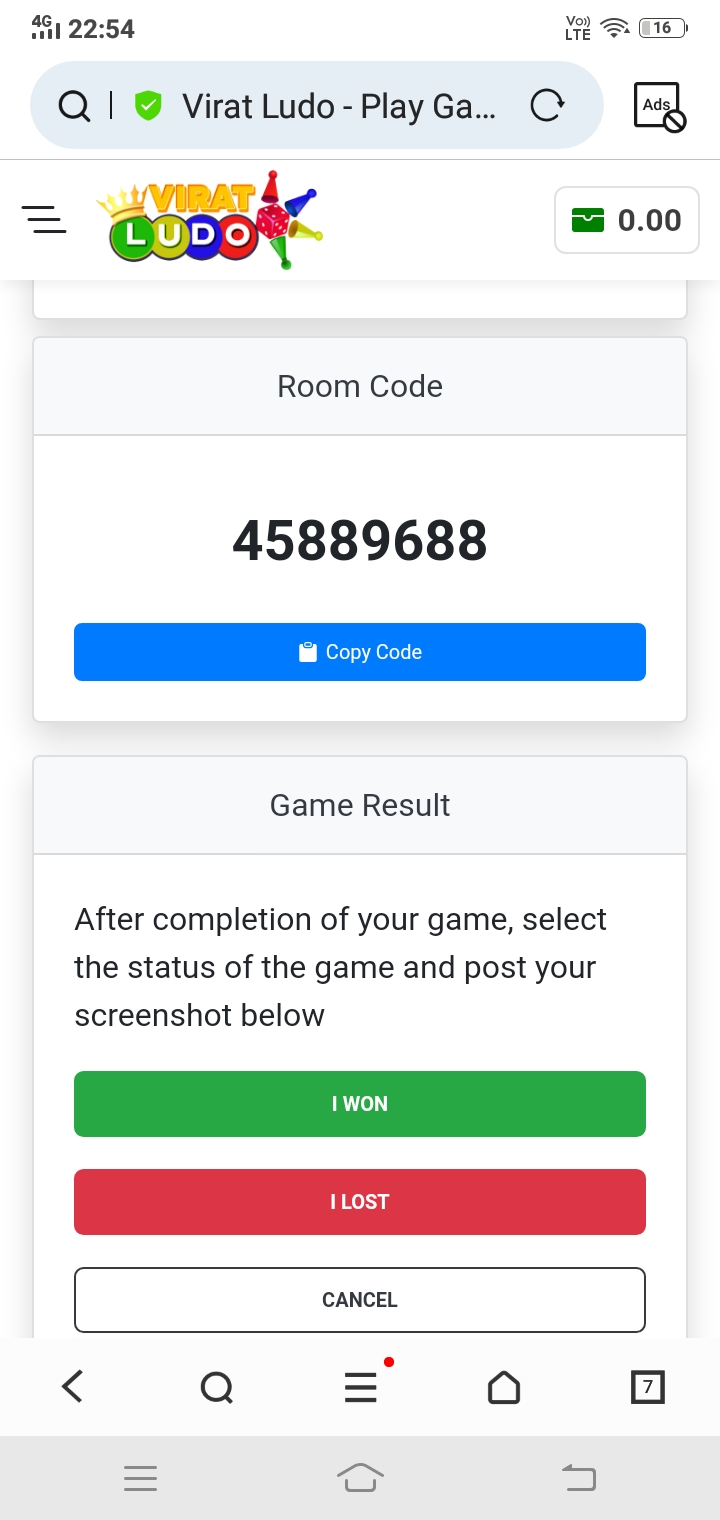 4G 22:54 Vo)) LTE 16
Virat Ludo - Play Ga... Ads
VIRAT
LUDO
0.00
Room Code
45889688
Copy Code
Game Result
After completion of your game, select
the status of the game and post your
screenshot below
I WON
I LOST
CANCEL
7